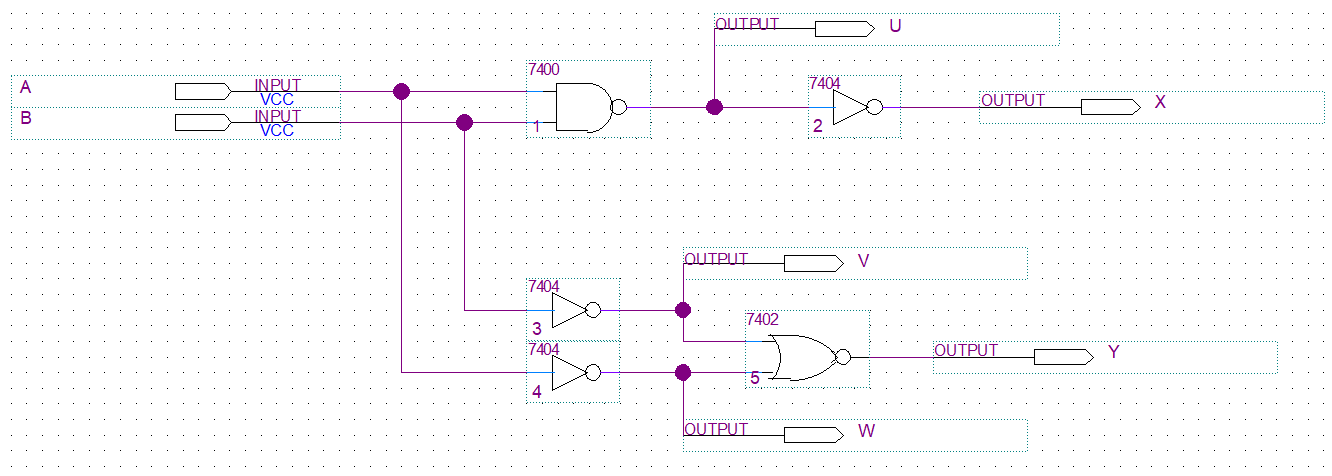 OUTPUT U
7400
7404
A INPUT
VCC
OUTPUT X
B INPUT
VCC
1
2
OUTPUT V
7404
3
7402
7404
OUTPUT Y
5
4
OUTPUT W